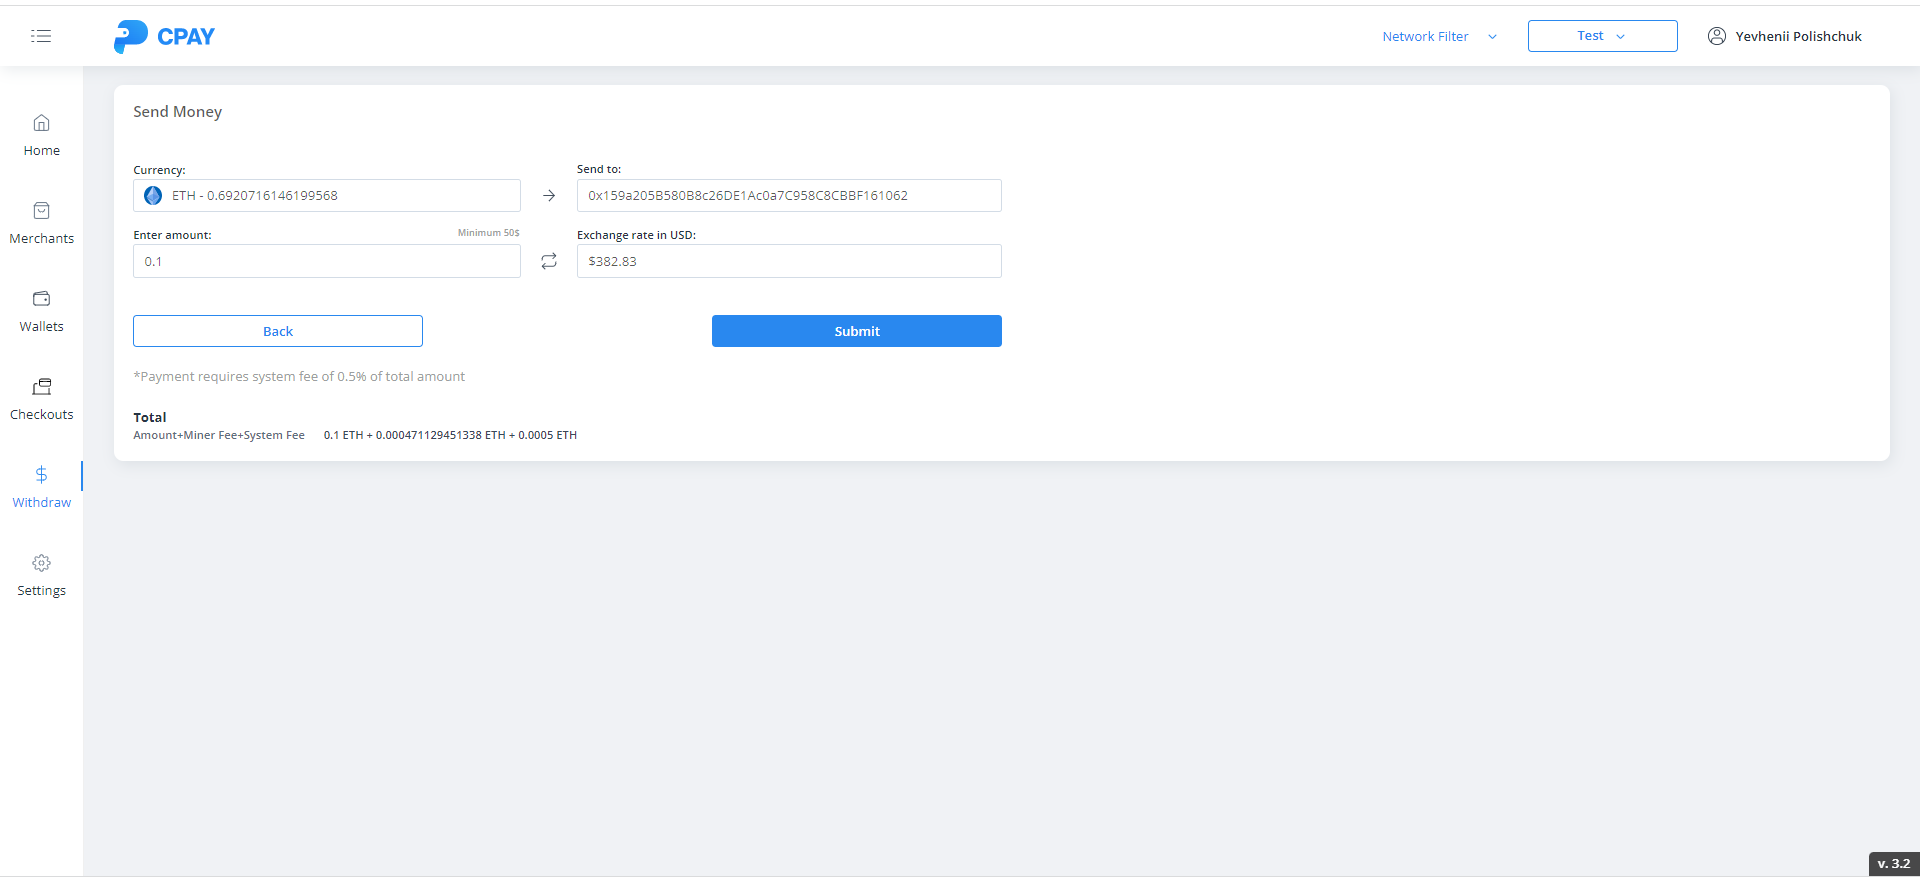 CPAY
Network Filter
Test
Yevhenii Polishchuk
Home
Merchants
Wallets
Checkouts
Withdraw
Settings
Send Money
Currency:
ETH - 0.6920716146199568
Send to:
0x159a205B580B8c26DE1Ac0a7C958C8CBBF161062
Enter amount:
Minimum 50$
0.1
Exchange rate in USD:
$382.83
Back
Submit
*Payment requires system fee of 0.5% of total amount
Total
Amount+Miner Fee+System Fee 0.1 ETH + 0.000471129451338 ETH + 0.0005 ETH
v. 3.2